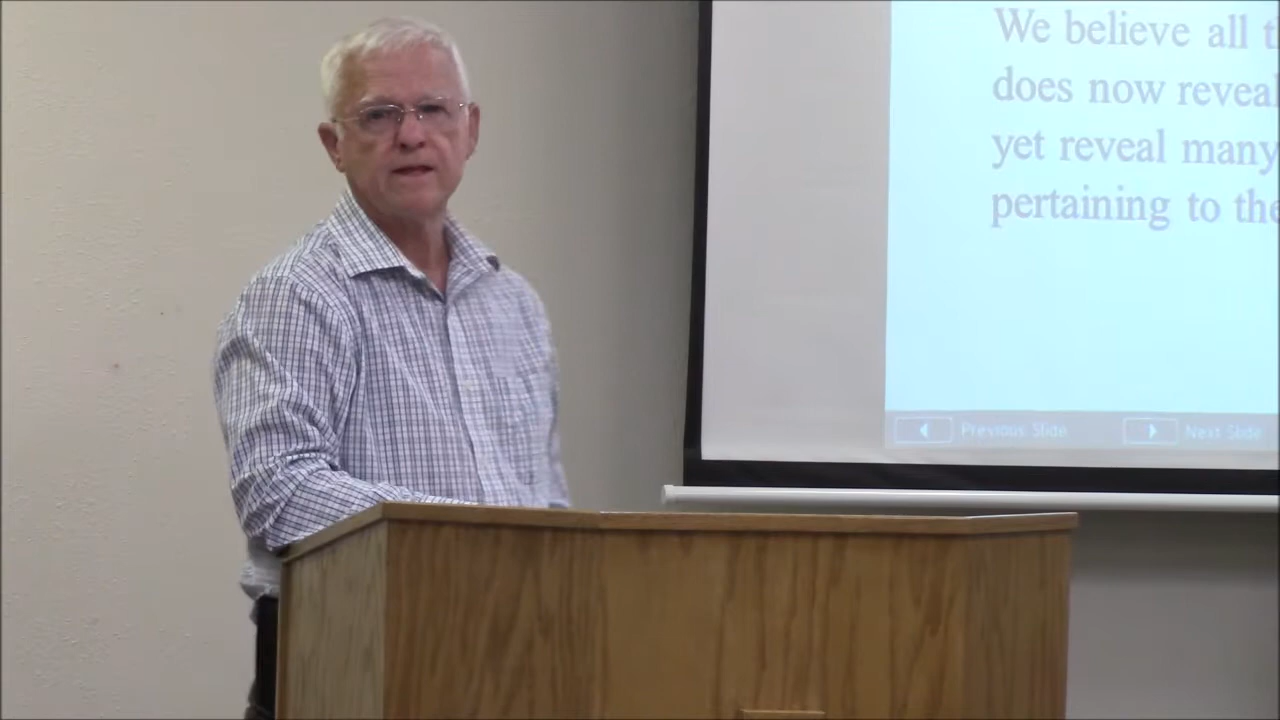 We believe all t
does now reveal
yet reveal many
pertaining to the
Previous Slide Next Slide